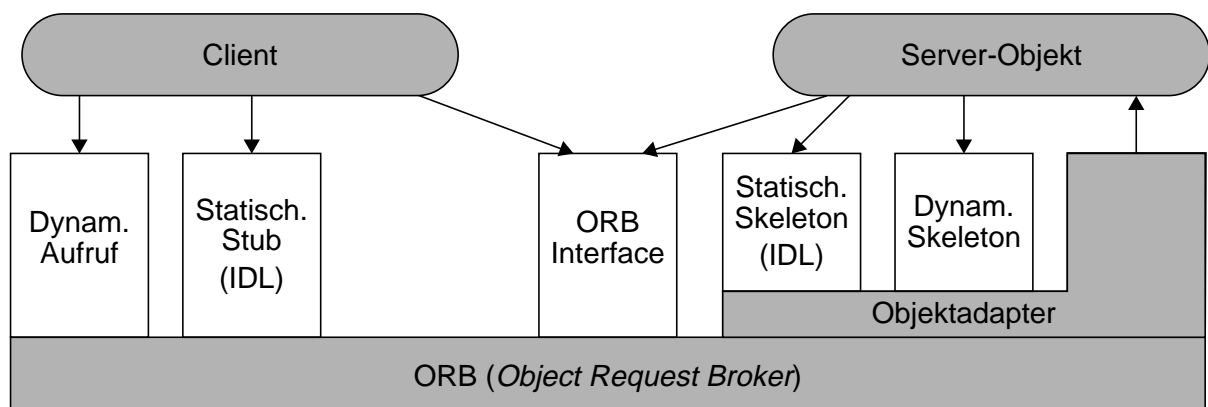 Client
Server-Objekt
Dynam.
Aufruf
Statisch.
Stub
(IDL)
ORB
Interface
Statisch.
Skeleton
(IDL)
Dynam.
Skeleton
Objektadapter
ORB (Object Request Broker)